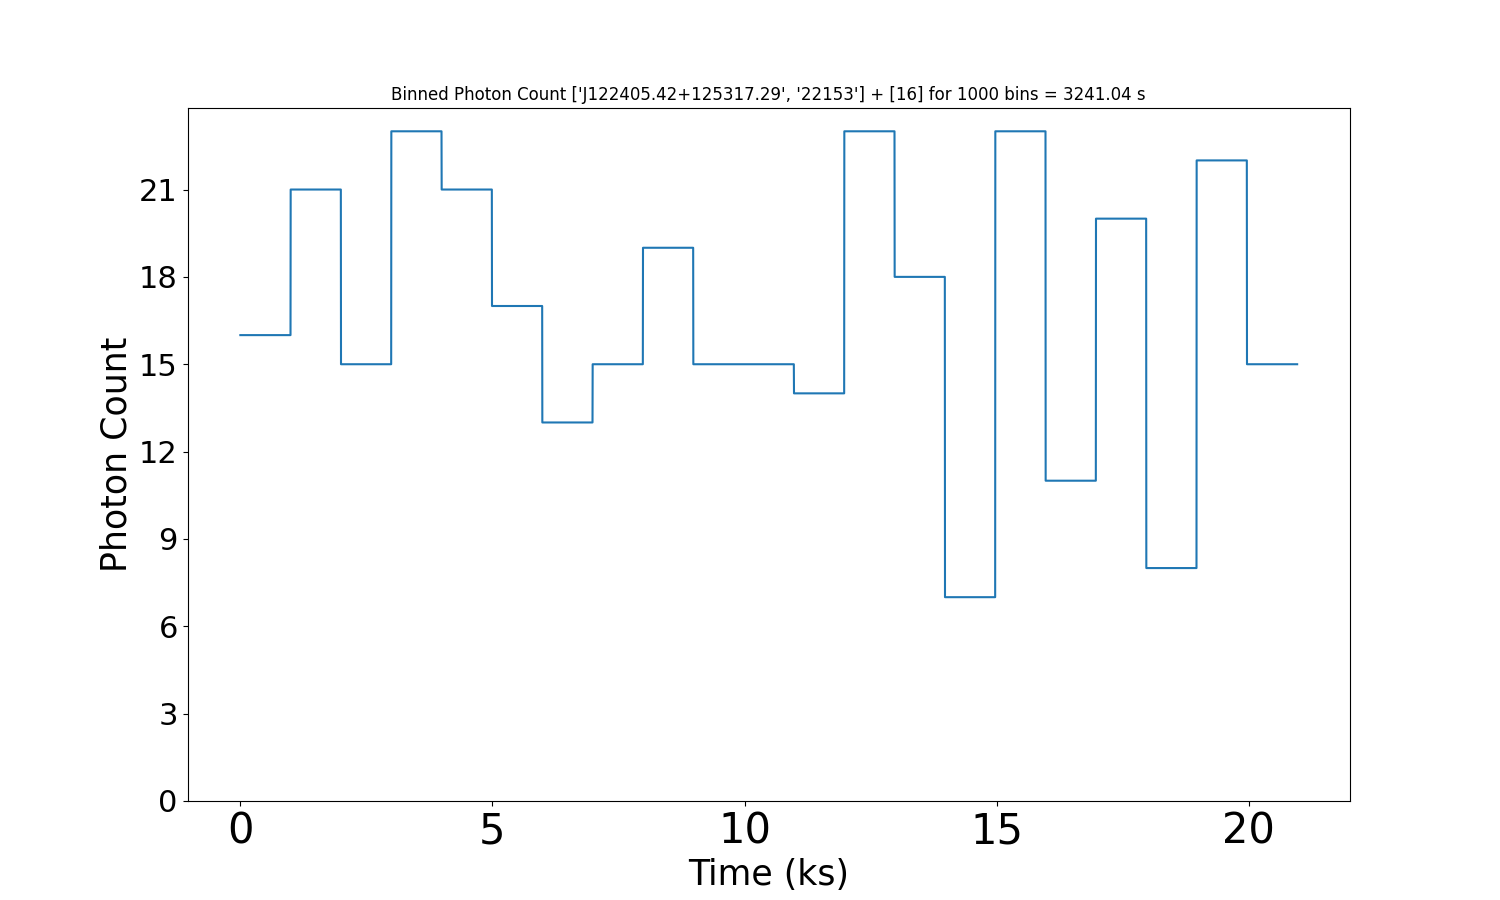 Binned Photon Count ['J122405.42+125317.29', '22153'] + [16] for 1000 bins = 3241.04 s
Photon Count
21
18
15
12
9
6
3
0
0 5 10 15 20
Time (ks)